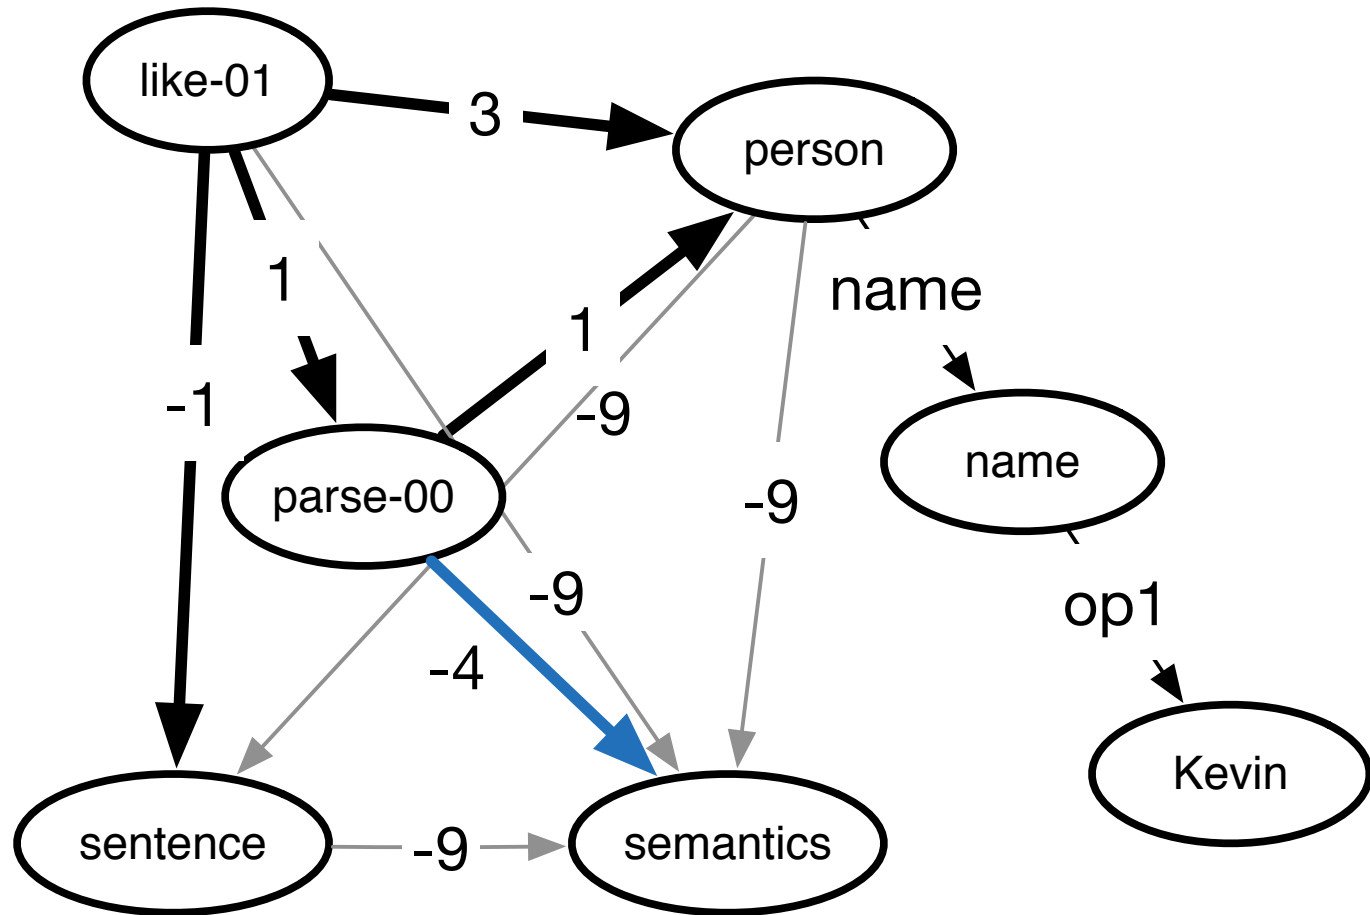 like-01
3
person
1
name
1
-1
-9
name
parse-00
-9
-9
op1
-4
Kevin
sentence
-9
semantics